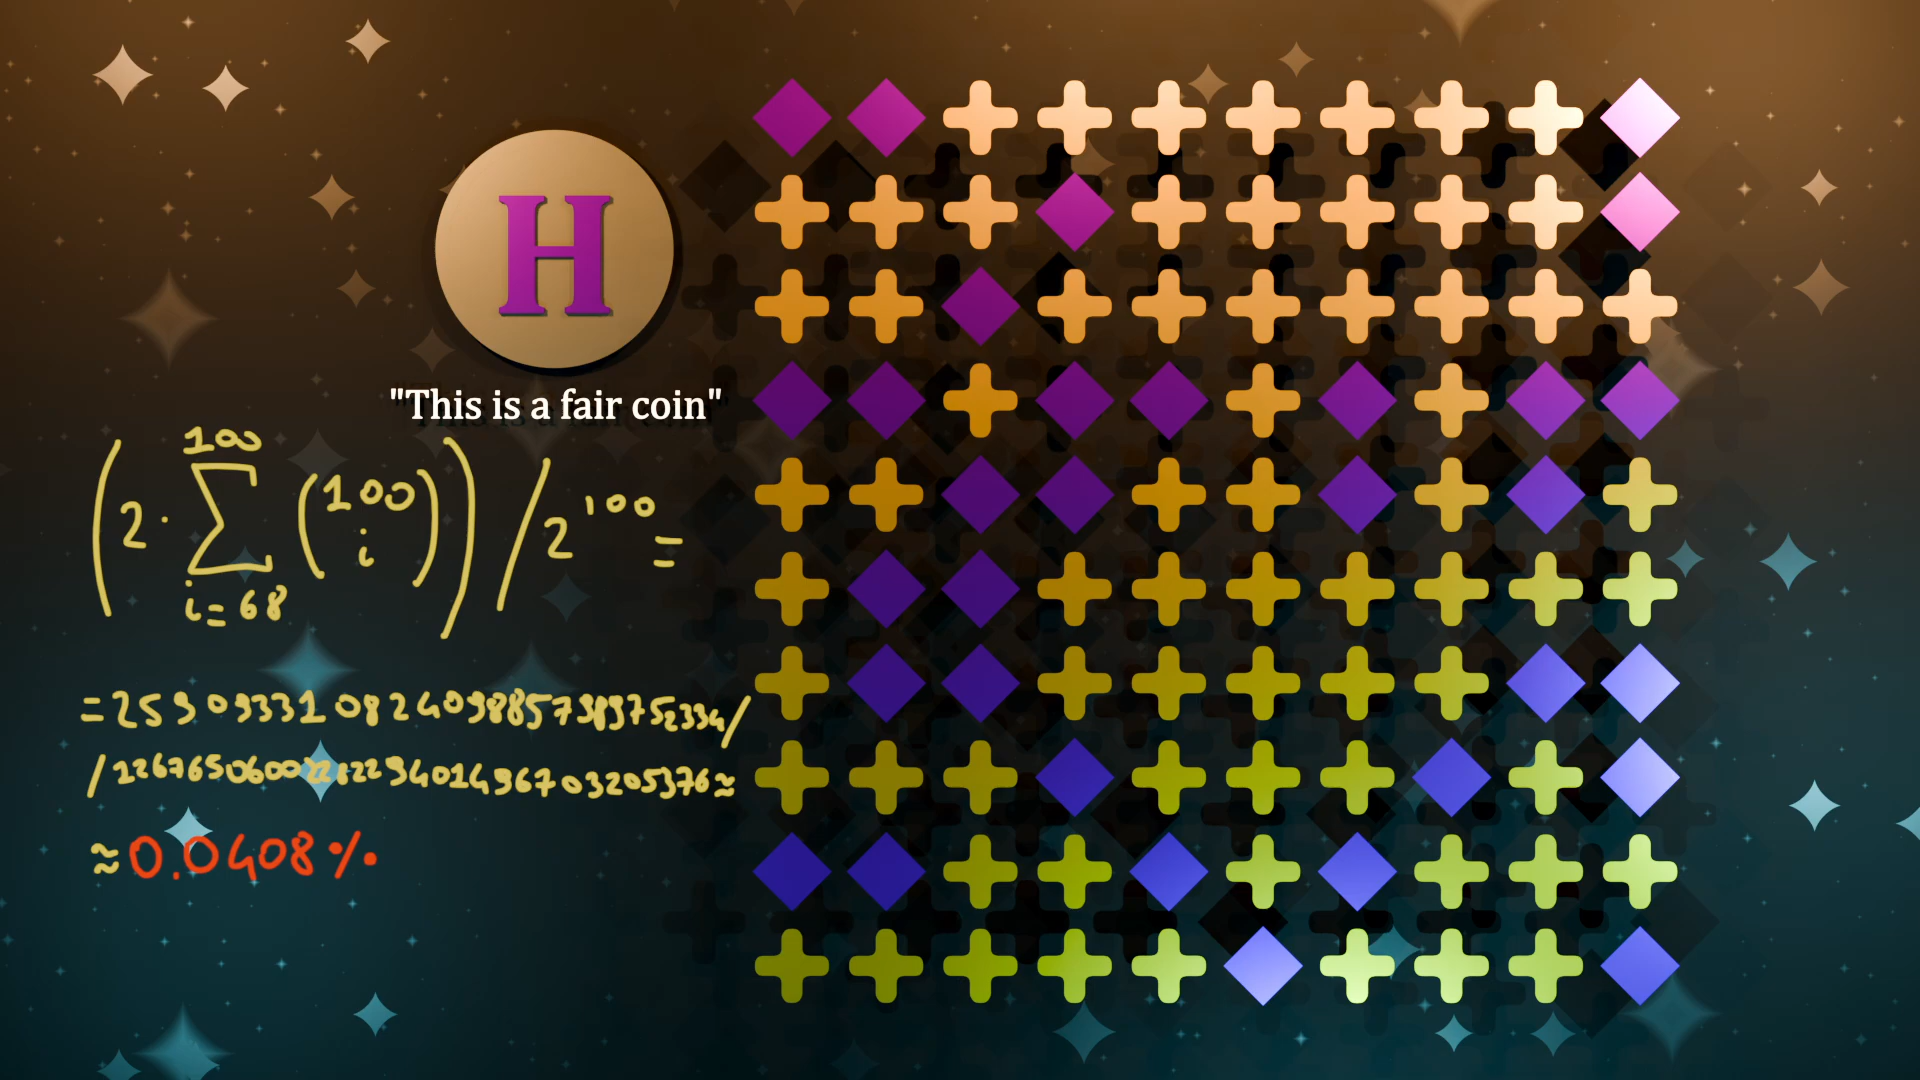 H
"This is a fair coin"
(2 · ∑_{i=68}^{100} (100 i)) / 2^{100} =
/
/
≈ 0.0408 %